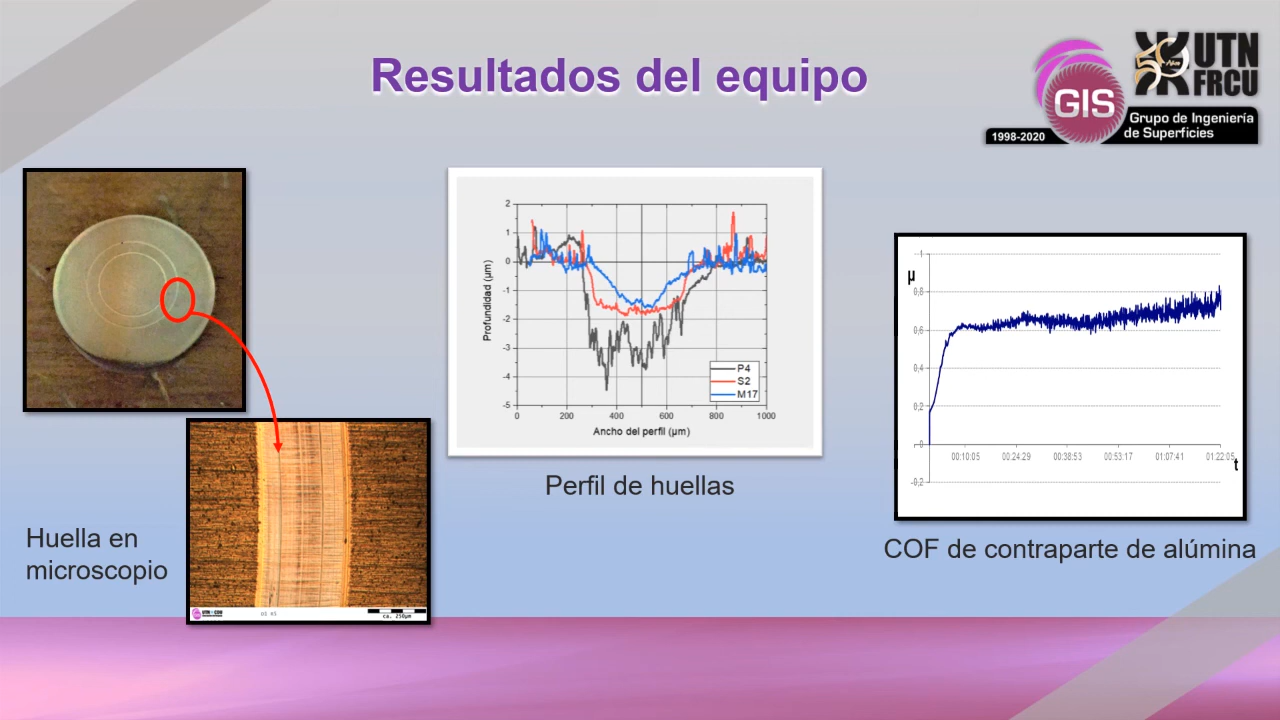 Resultados del equipo
50
Años
UTN
FRCU
GIS
Grupo de Ingeniería
de Superficies
1998-2020
2
1
0
-1
-2
-3
-4
-5
Profundidad (µm)
P4
S2
M17
0 200 400 600 800 1000
Ancho del perfil (µm)
Perfil de huellas
1
µ
0,8
0,6
0,4
0,2
0
-0,2
00:10:05 00:24:29 00:38:53 00:53:17 01:07:41 01:22:05
t
COF de contraparte de alúmina
Huella en
microscopio
ca. 250µm